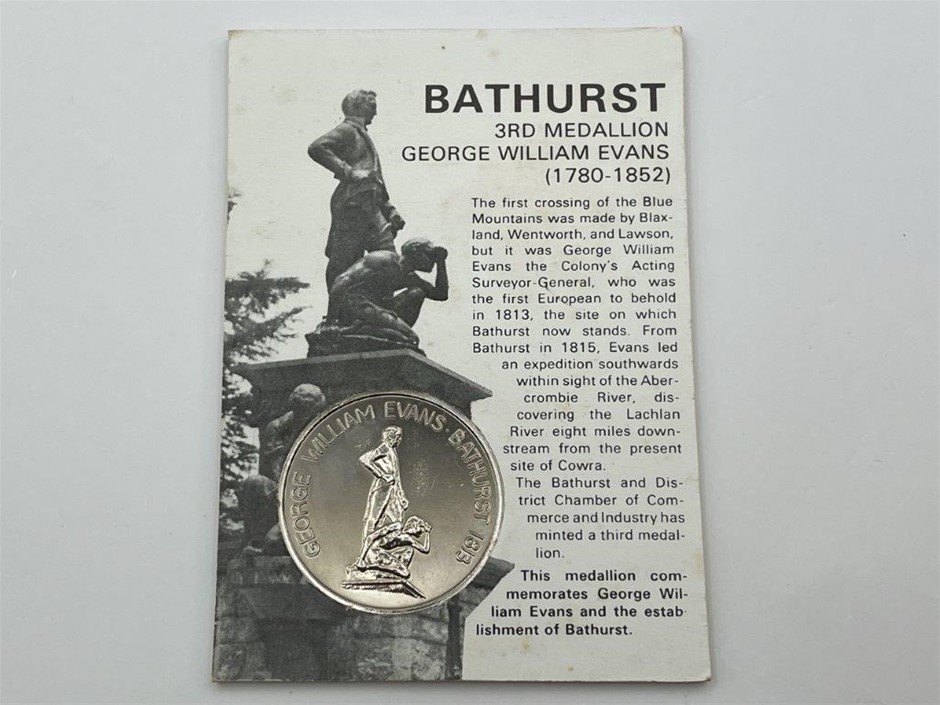 BATHURST
3RD MEDALLION
GEORGE WILLIAM EVANS
(1780-1852)
The first crossing of the Blue
Mountains was made by Blax-
land, Wentworth, and Lawson,
but it was George William
Evans the Colony's Acting
Surveyor-General, who was
the first European to behold
in 1813, the site on which
Bathurst now stands. From
Bathurst in 1815, Evans led
an expedition southwards
within sight of the Aber-
crombie River, dis-
covering the Lachlan
River eight miles down-
stream from the present
site of Cowra.
The Bathurst and Dis-
trict Chamber of Com-
merce and Industry has
minted a third medal-
lion.
This medallion com-
memorates George Wil-
liam Evans and the estab
lishment of Bathurst.
GEORGE WILLIAM EVANS · BATHURST 1813